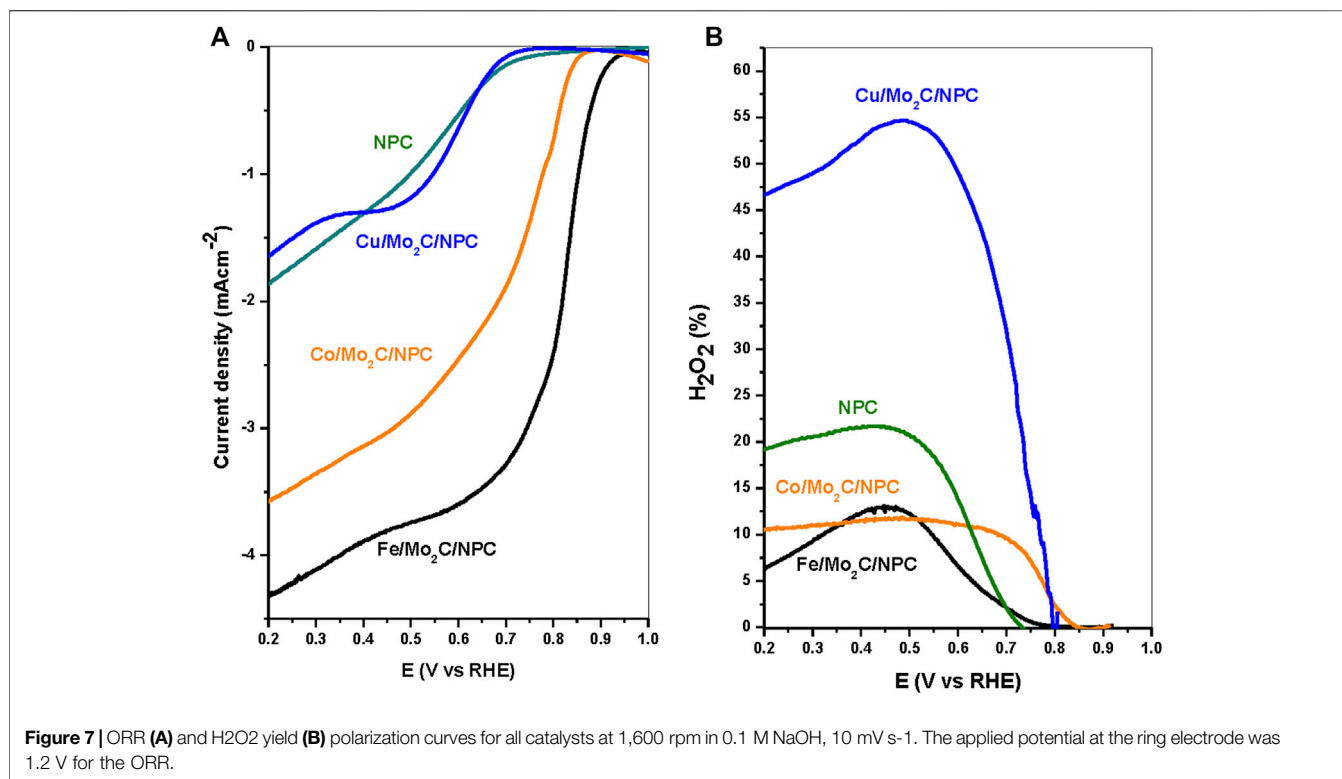 A
0
-1
-2
-3
-4
Current density (mAcm⁻²)
NPC
Cu/Mo₂C/NPC
Co/Mo₂C/NPC
Fe/Mo₂C/NPC
0.2 0.3 0.4 0.5 0.6 0.7 0.8 0.9 1.0
E (V vs RHE)
B
60
55
50
45
40
35
30
25
20
15
10
5
0
H₂O₂ (%)
Cu/Mo₂C/NPC
NPC
Co/Mo₂C/NPC
Fe/Mo₂C/NPC
0.2 0.3 0.4 0.5 0.6 0.7 0.8 0.9 1.0
E (V vs RHE)
Figure 7 | ORR (A) and H2O2 yield (B) polarization curves for all catalysts at 1,600 rpm in 0.1 M NaOH, 10 mV s-1. The applied potential at the ring electrode was
1.2 V for the ORR.